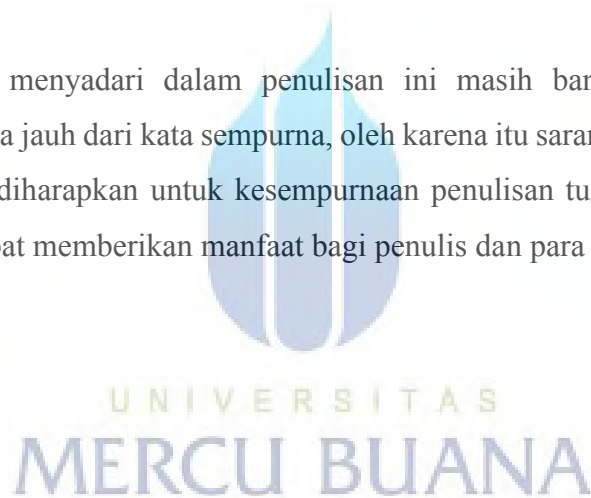 menyadari dalam penulisan ini masih ban
a jauh dari kata sempurna, oleh karena itu saran
diharapkan untuk kesempurnaan penulisan tu
at memberikan manfaat bagi penulis dan para
UNIVERSITAS
MERCU BUANA